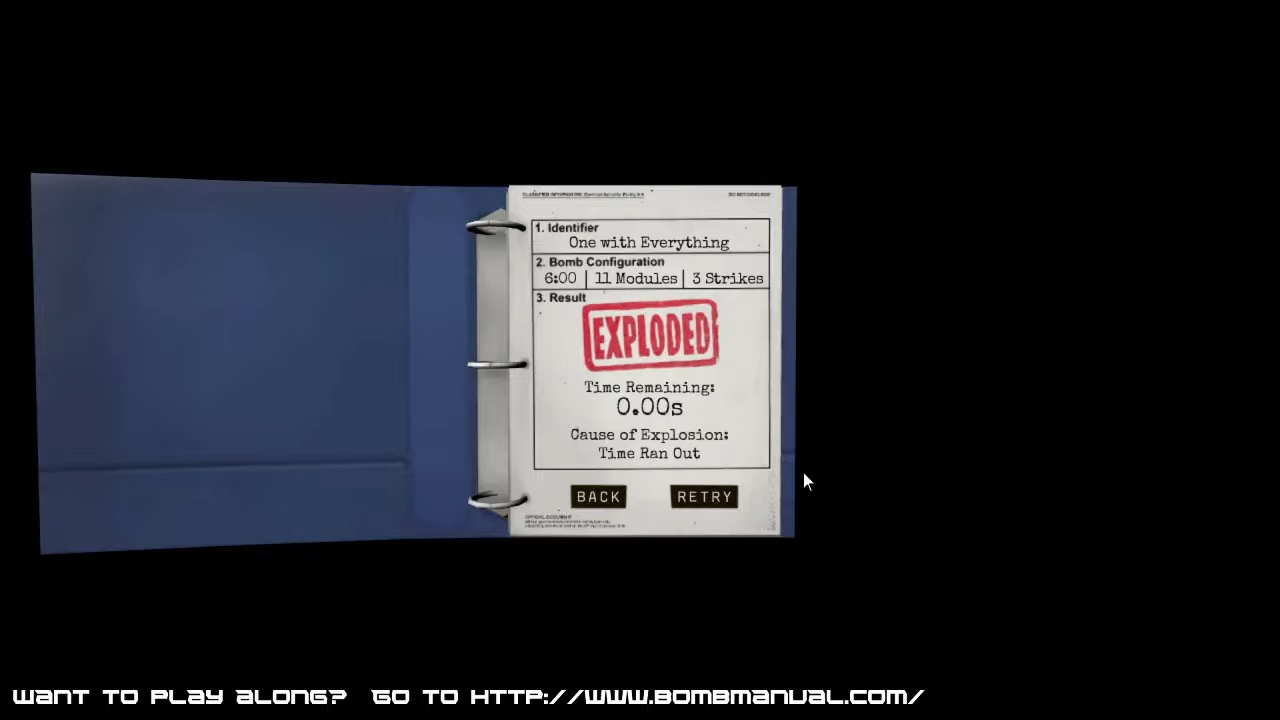 1. Identifier
One with Everything
2. Bomb Configuration
6:00 | 11 Modules | 3 Strikes
3. Result
EXPLODED
Time Remaining:
0.00s
Cause of Explosion:
Time Ran Out
BACK RETRY
WANT TO PLAY ALONG? GO TO HTTP://WWW.BOMBMANUAL.COM/